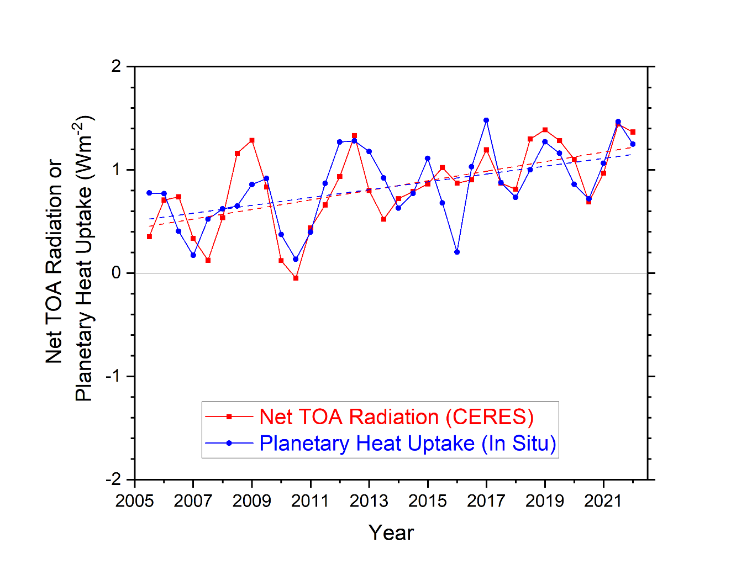 Net TOA Radiation or
Planetary Heat Uptake (Wm-2)
2
1
0
-1
-2
Net TOA Radiation (CERES)
Planetary Heat Uptake (In Situ)
2005 2007 2009 2011 2013 2015 2017 2019 2021
Year